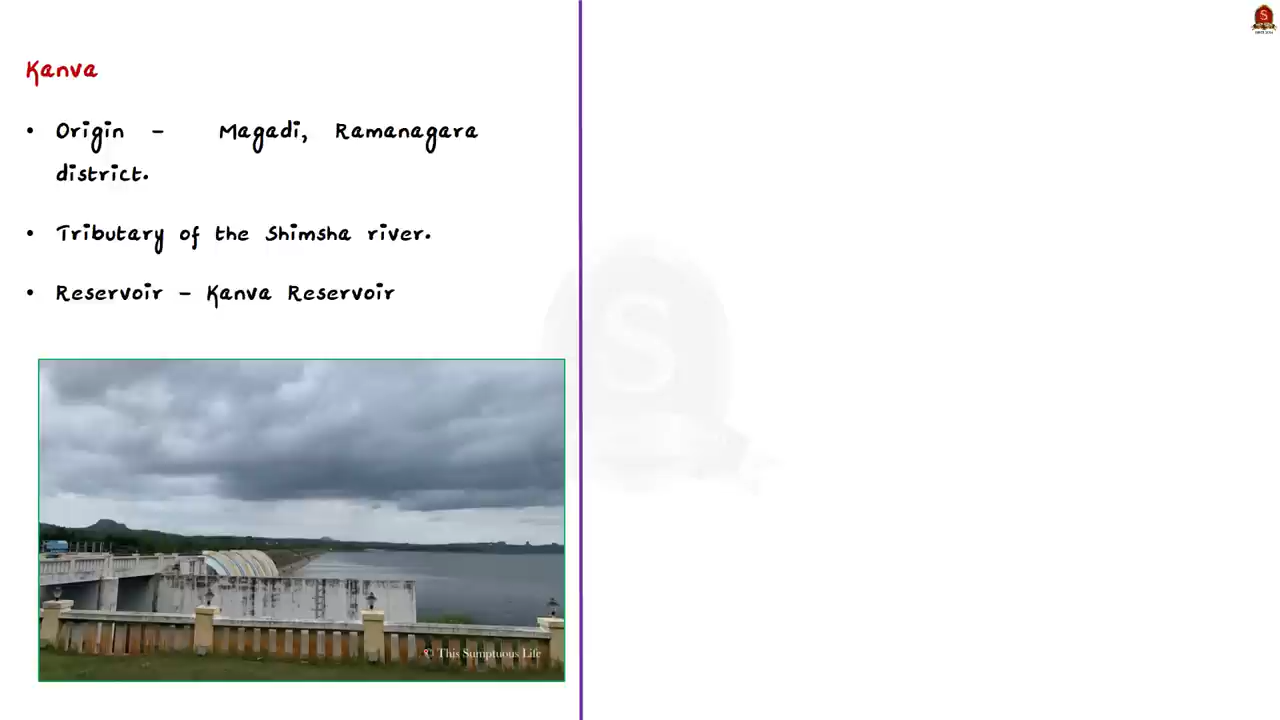 Kanva
• Origin - Magadi, Ramanagara
district.
• Tributary of the Shimsha river.
• Reservoir - Kanva Reservoir
© This Sumptuous Life
S
S